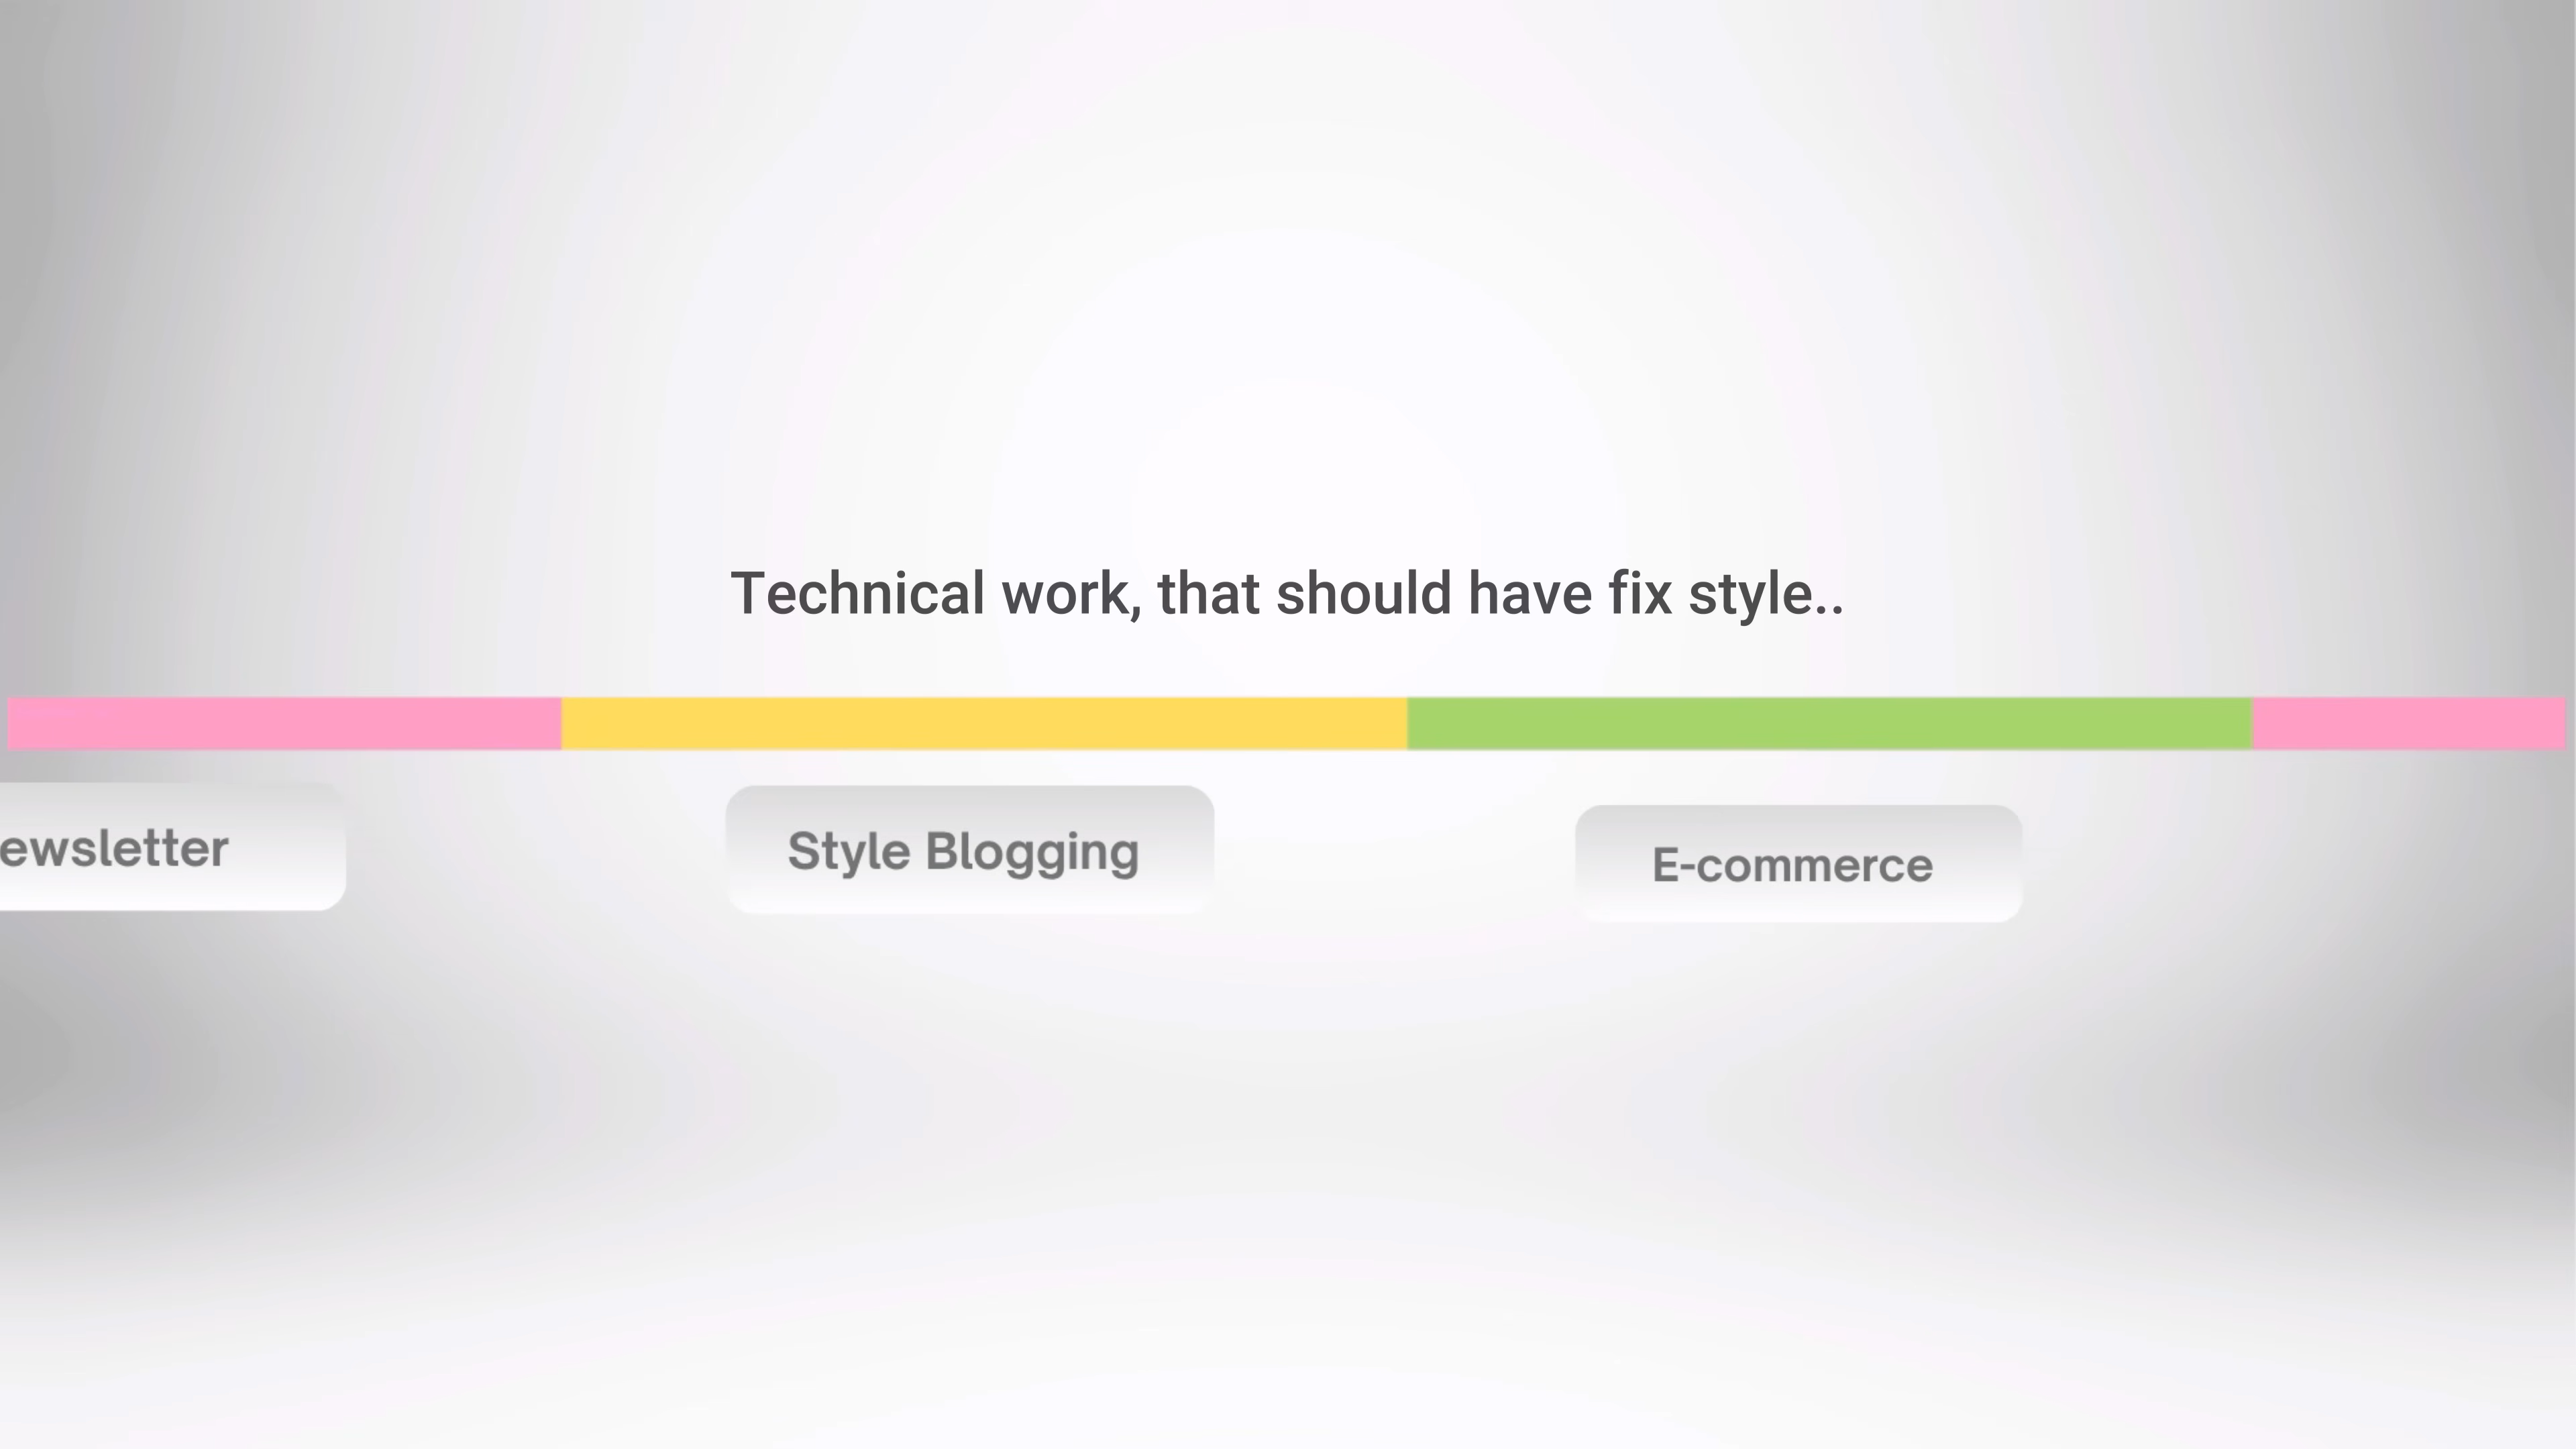 Technical work, that should have fix style..
ewsletter
Style Blogging
E-commerce